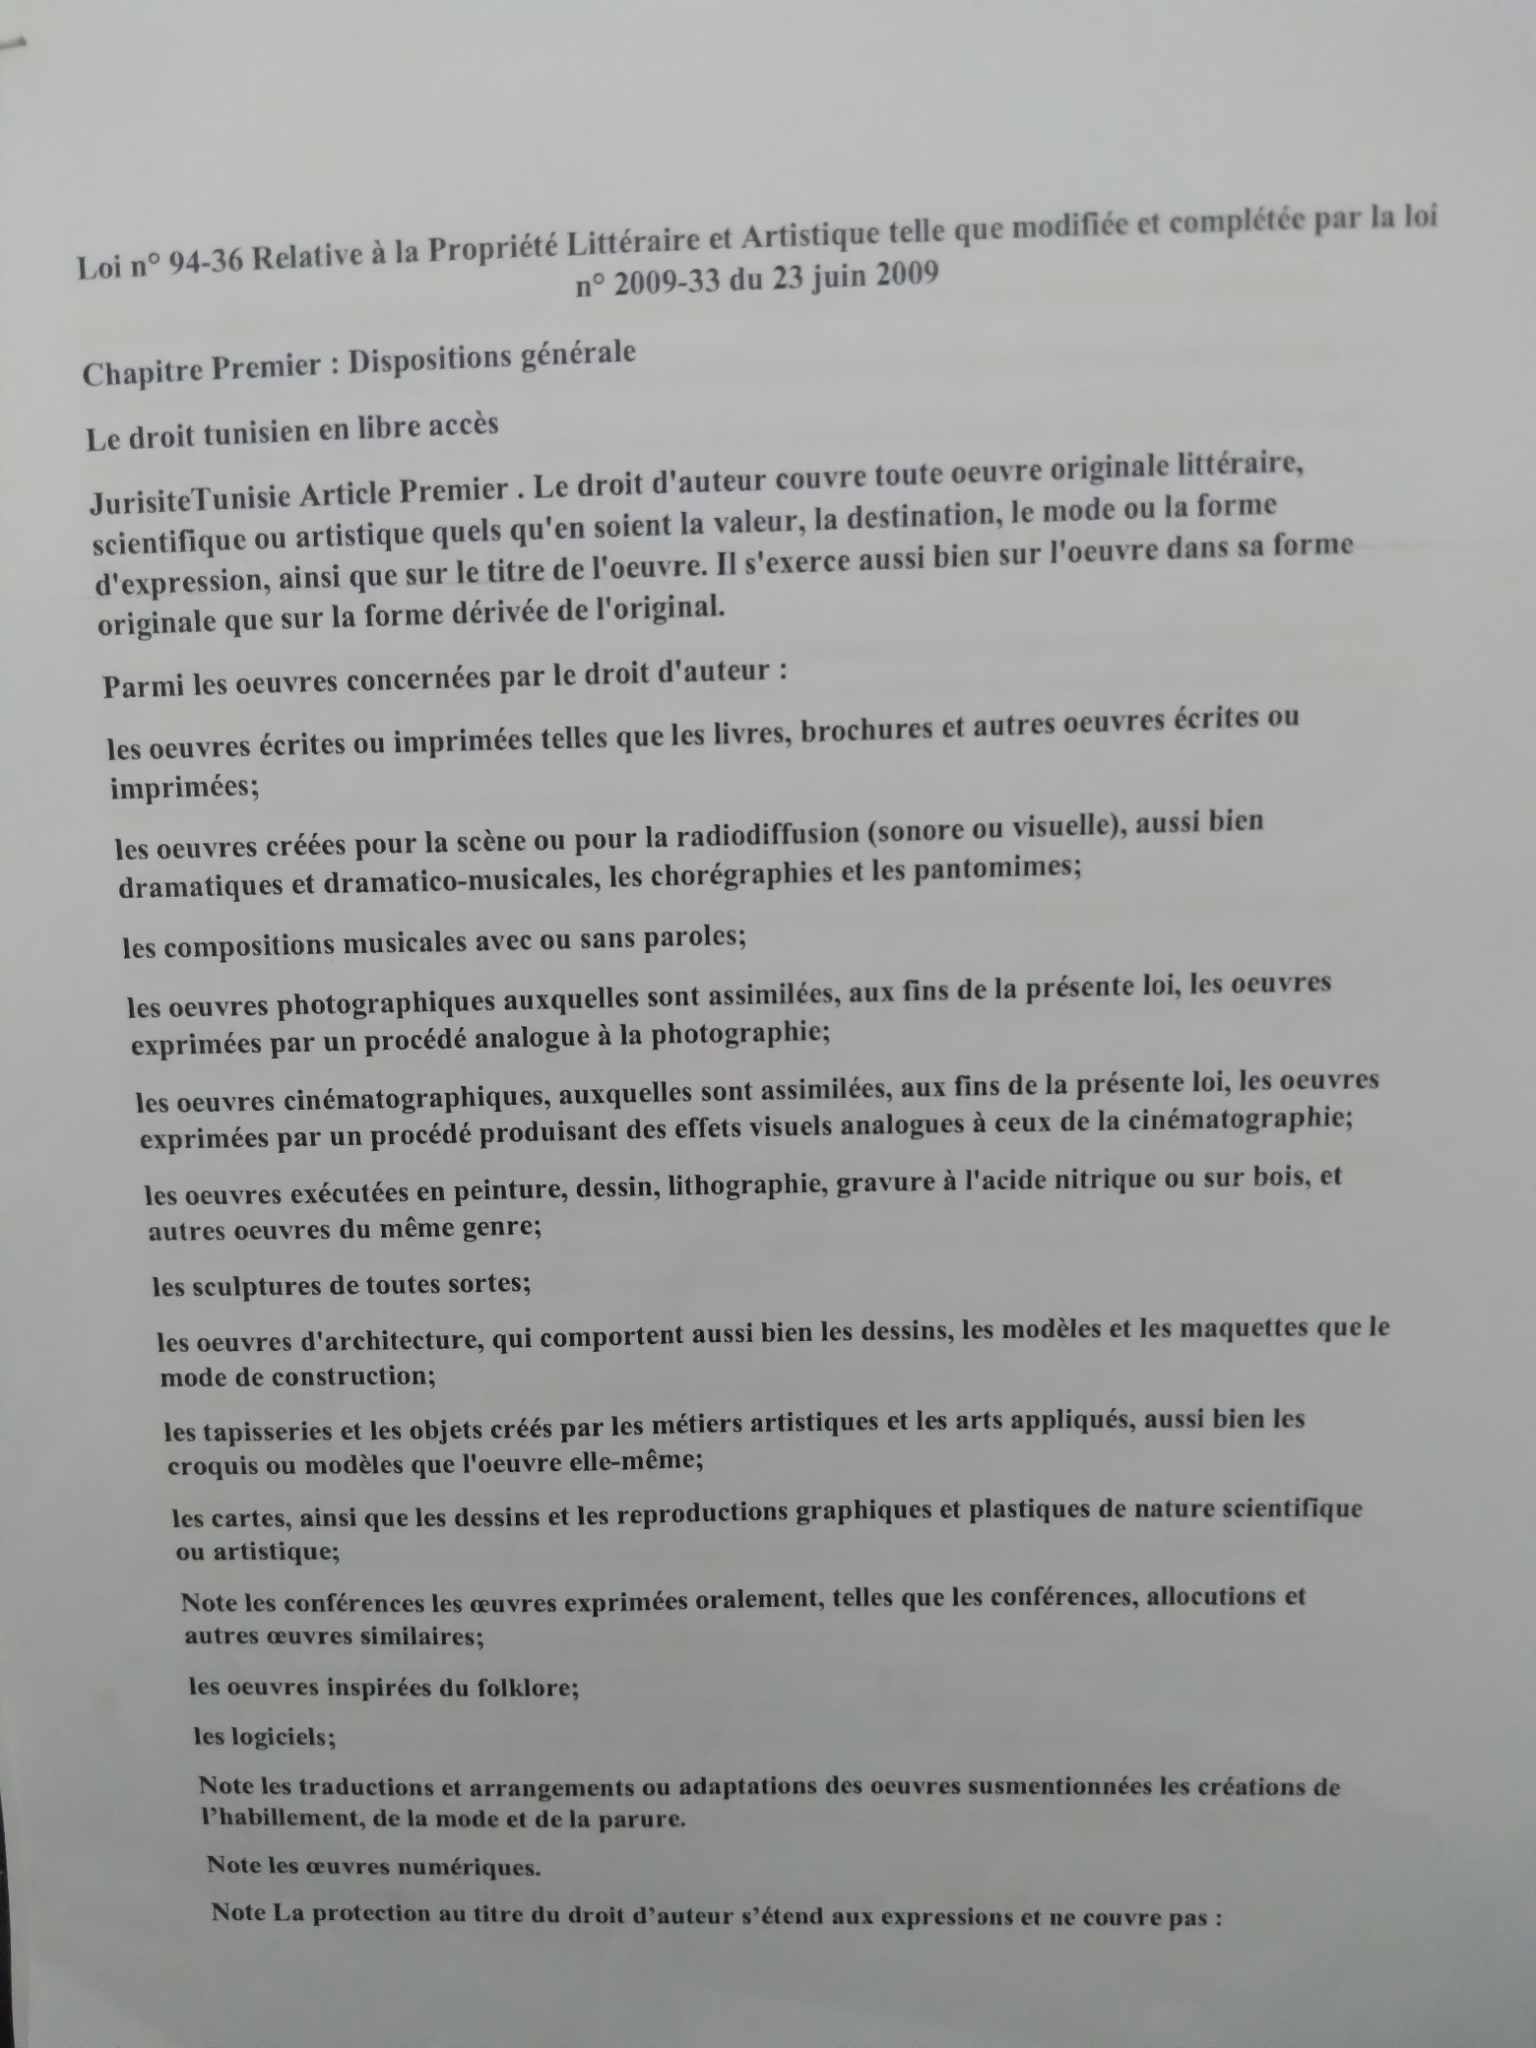 Loi n° 94-36 Relative à la Propriété Littéraire et Artistique telle que modifiée et complétée par la loi
n° 2009-33 du 23 juin 2009
Chapitre Premier : Dispositions générale
Le droit tunisien en libre accès
JurisiteTunisie Article Premier . Le droit d'auteur couvre toute oeuvre originale littéraire,
scientifique ou artistique quels qu'en soient la valeur, la destination, le mode ou la forme
d'expression, ainsi que sur le titre de l'oeuvre. Il s'exerce aussi bien sur l'oeuvre dans sa forme
originale que sur la forme dérivée de l'original.
Parmi les oeuvres concernées par le droit d'auteur :
les oeuvres écrites ou imprimées telles que les livres, brochures et autres oeuvres écrites ou
imprimées;
les oeuvres créées pour la scène ou pour la radiodiffusion (sonore ou visuelle), aussi bien
dramatiques et dramatico-musicales, les chorégraphies et les pantomimes;
les compositions musicales avec ou sans paroles;
les oeuvres photographiques auxquelles sont assimilées, aux fins de la présente loi, les oeuvres
exprimées par un procédé analogue à la photographie;
les oeuvres cinématographiques, auxquelles sont assimilées, aux fins de la présente loi, les oeuvres
exprimées par un procédé produisant des effets visuels analogues à ceux de la cinématographie;
les oeuvres exécutées en peinture, dessin, lithographie, gravure à l'acide nitrique ou sur bois, et
autres oeuvres du même genre;
les sculptures de toutes sortes;
les oeuvres d'architecture, qui comportent aussi bien les dessins, les modèles et les maquettes que le
mode de construction;
les tapisseries et les objets créés par les métiers artistiques et les arts appliqués, aussi bien les
croquis ou modèles que l'oeuvre elle-même;
les cartes, ainsi que les dessins et les reproductions graphiques et plastiques de nature scientifique
ou artistique;
Note les conférences les œuvres exprimées oralement, telles que les conférences, allocutions et
autres œuvres similaires;
les oeuvres inspirées du folklore;
les logiciels;
Note les traductions et arrangements ou adaptations des oeuvres susmentionnées les créations de
l’habillement, de la mode et de la parure.
Note les œuvres numériques.
Note La protection au titre du droit d’auteur s’étend aux expressions et ne couvre pas :